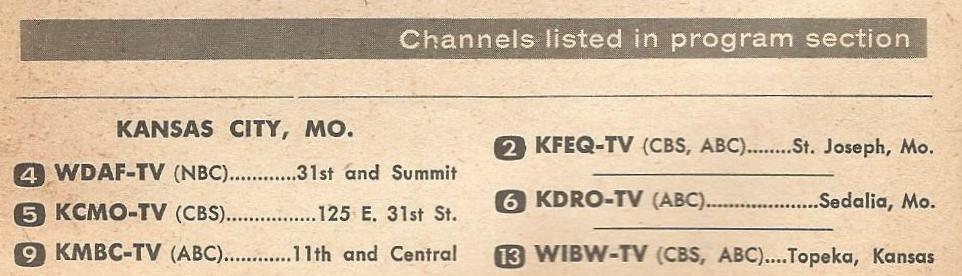 Channels listed in program section
KANSAS CITY, MO.
4 WDAF-TV (NBC)............31st and Summit
5 KCMO-TV (CBS)................125 E. 31st St.
9 KMBC-TV (ABC)............11th and Central
2 KFEQ-TV (CBS, ABC)........St. Joseph, Mo.
6 KDRO-TV (ABC)....................Sedalia, Mo.
13 WIBW-TV (CBS, ABC)....Topeka, Kansas